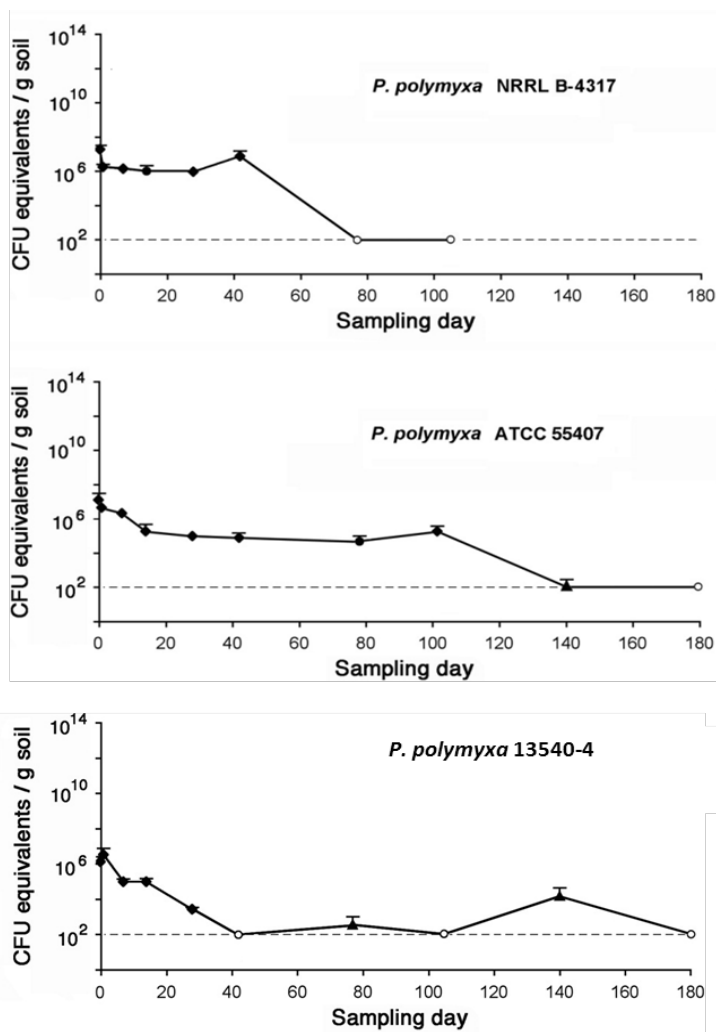 10^14
10^10
10^6
10^2
CFU equivalents / g soil
P. polymyxa NRRL B-4317
0 20 40 60 80 100 120 140 160 180
Sampling day
10^14
10^10
10^6
10^2
CFU equivalents / g soil
P. polymyxa ATCC 55407
0 20 40 60 80 100 120 140 160 180
Sampling day
10^14
10^10
10^6
10^2
CFU equivalents / g soil
P. polymyxa 13540-4
0 20 40 60 80 100 120 140 160 180
Sampling day